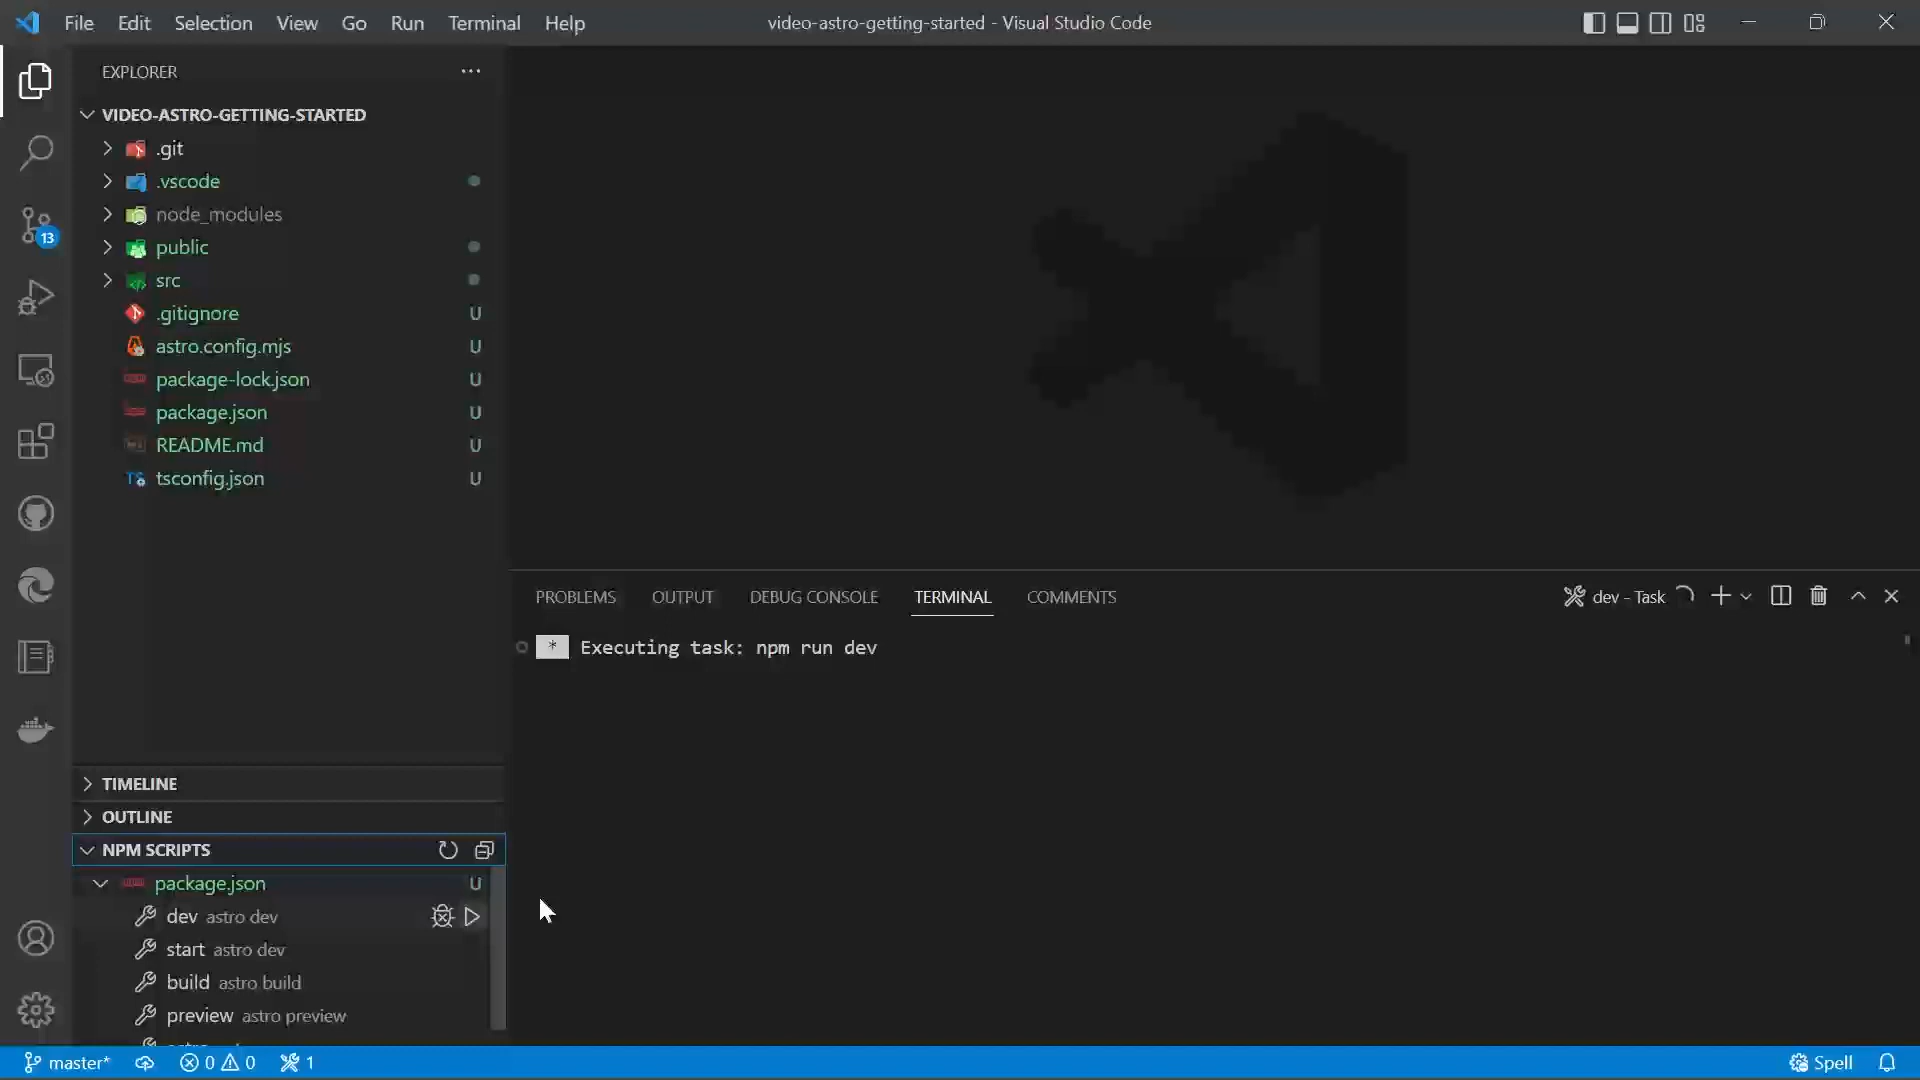 File Edit Selection View Go Run Terminal Help
video-astro-getting-started - Visual Studio Code
EXPLORER
VIDEO-ASTRO-GETTING-STARTED
.git
.vscode
node_modules
public
src
.gitignore U
astro.config.mjs U
package-lock.json U
package.json U
README.md U
tsconfig.json U
13
TIMELINE
OUTLINE
NPM SCRIPTS
package.json U
dev astro dev
start astro dev
build astro build
preview astro preview
PROBLEMS OUTPUT DEBUG CONSOLE TERMINAL COMMENTS
dev - Task
* Executing task: npm run dev
master* 0 0 1
Spell